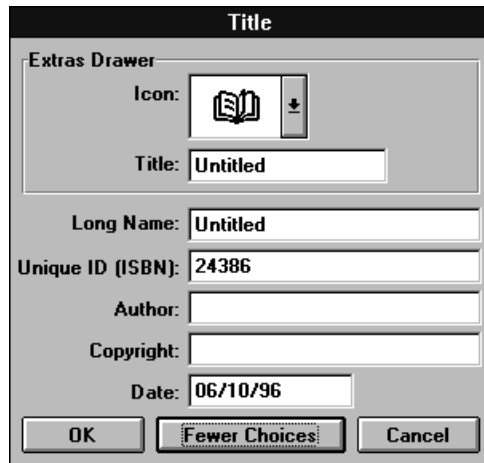 Title
Extras Drawer
Icon:
Title: Untitled
Long Name: Untitled
Unique ID (ISBN): 24386
Author:
Copyright:
Date: 06/10/96
OK Fewer Choices Cancel